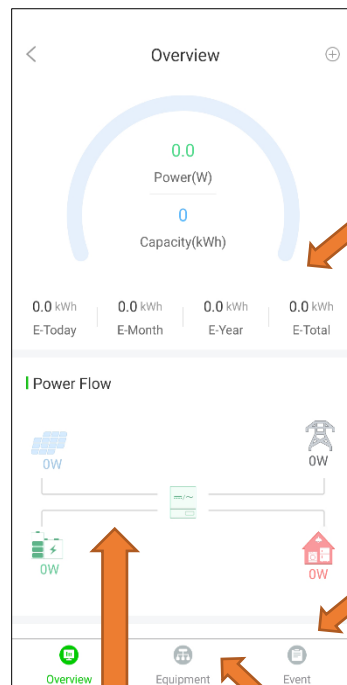 Overview
0.0
Power(W)
0
Capacity(kWh)
0.0 kWh 0.0 kWh 0.0 kWh 0.0 kWh
E-Today E-Month E-Year E-Total
Power Flow
0W 0W
0W 0W
Overview Equipment Event